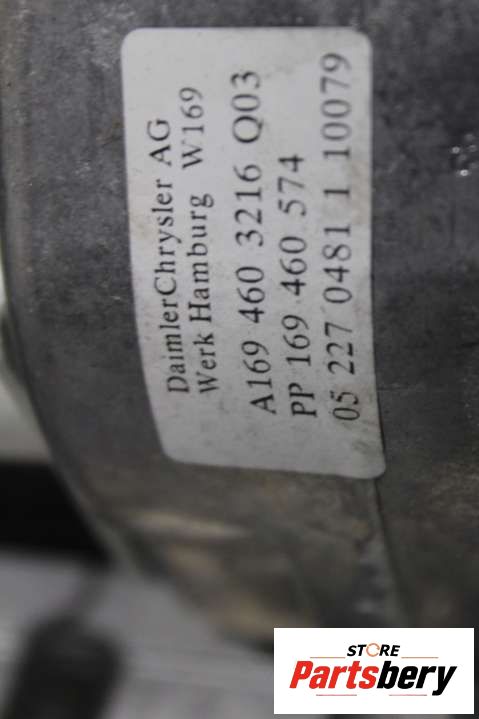 DaimlerChrysler AG
Werk Hamburg W169
A169 460 3216 Q03
PP 169 460 574
05 227 0481 1 10079
STORE
Partsbery